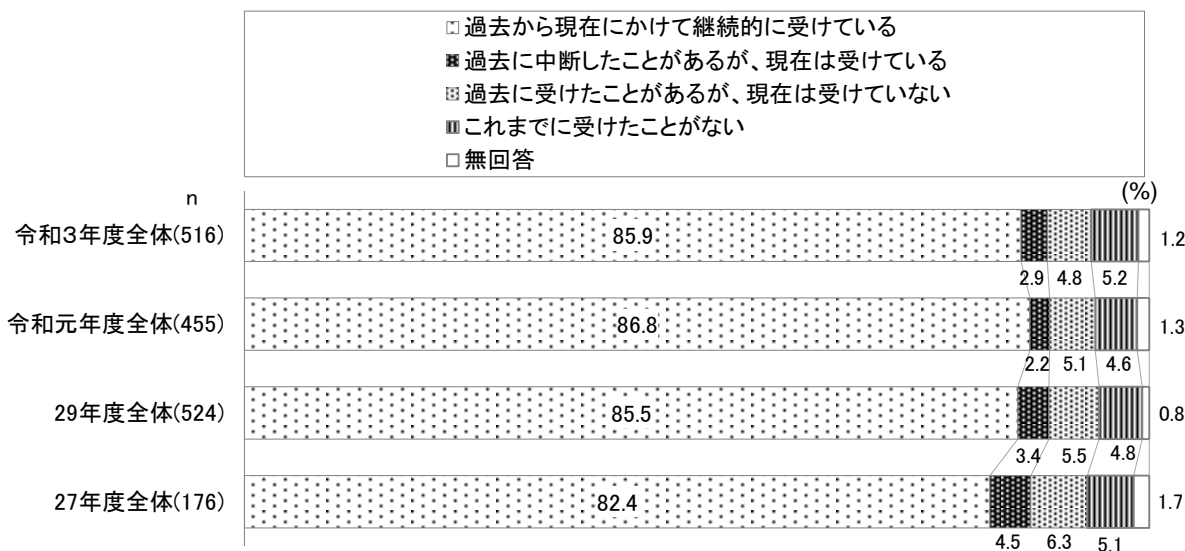 過去から現在にかけて継続的に受けている
過去に中断したことがあるが、現在は受けている
過去に受けたことがあるが、現在は受けていない
これまでに受けたことがない
無回答
n
(%)
令和3年度全体(516)
85.9
1.2
2.9 4.8 5.2
令和元年度全体(455)
86.8
1.3
2.2 5.1 4.6
29年度全体(524)
85.5
0.8
3.4 5.5 4.8
27年度全体(176)
82.4
1.7
4.5 6.3 5.1